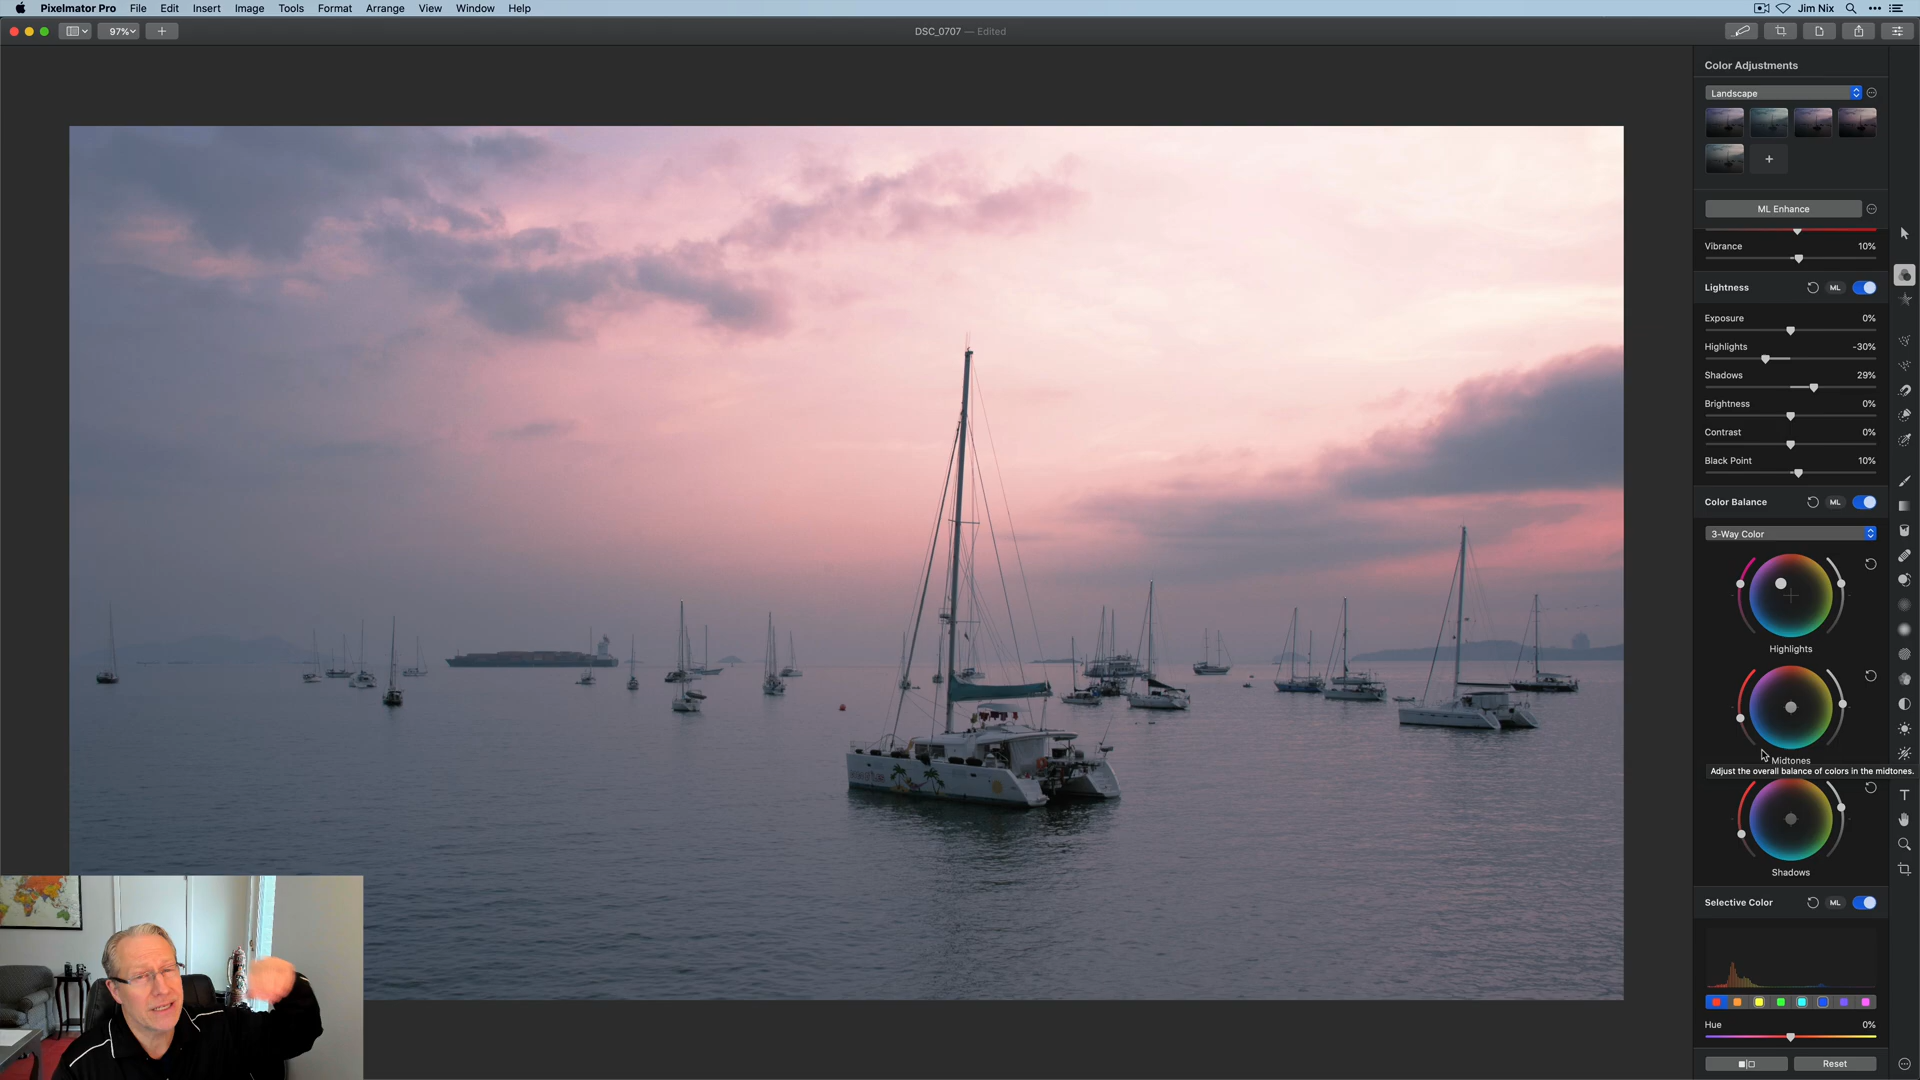 Pixelmator Pro File Edit Insert Image Tools Format Arrange View Window Help Jim Nix
97% DSC_0707 — Edited
Color Adjustments
Landscape
ML Enhance
Vibrance 10%
Lightness ML
Exposure 0%
Highlights -30%
Shadows 29%
Brightness 0%
Contrast 0%
Black Point 10%
Color Balance ML
3-Way Color
Highlights
Midtones
Adjust the overall balance of colors in the midtones.
Shadows
Selective Color ML
Hue 0%
Reset